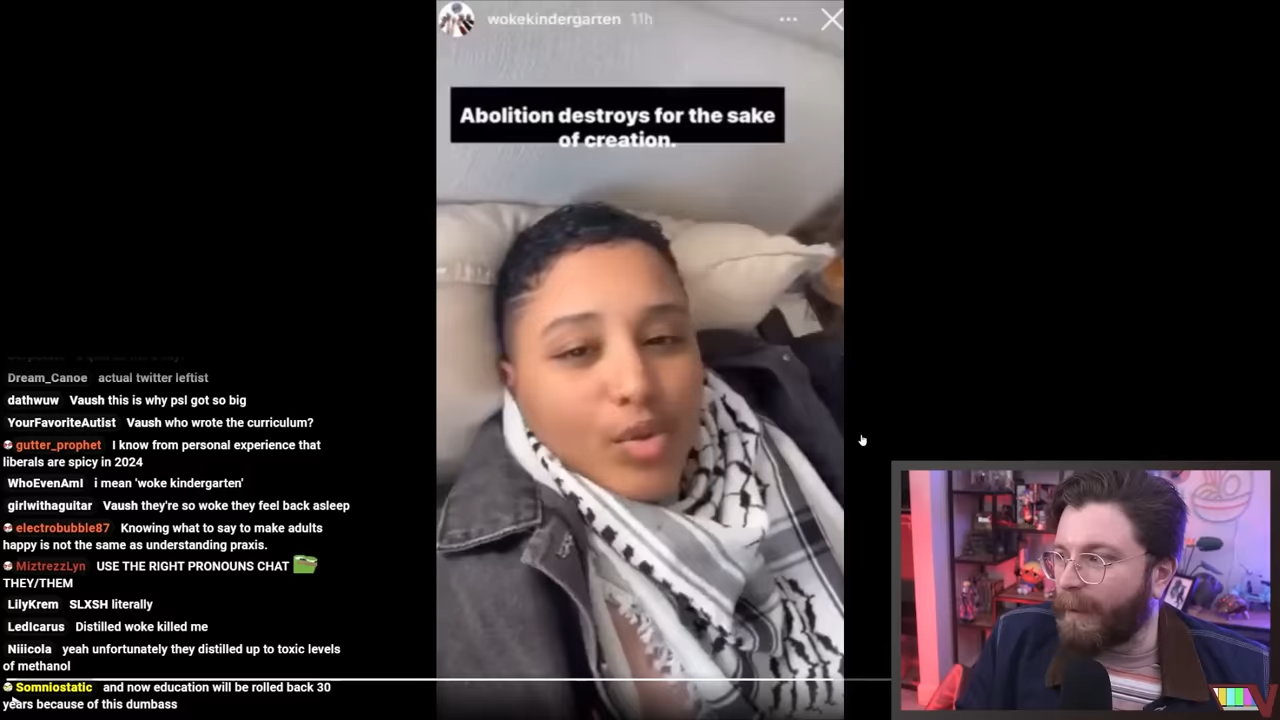 wokekindergarten 11h
Abolition destroys for the sake
of creation.
Dream_Canoe actual twitter leftist
dathwuw Vaush this is why psl got so big
YourFavoriteAutist Vaush who wrote the curriculum?
gutter_prophet I know from personal experience that
liberals are spicy in 2024
WhoEvenAmI i mean 'woke kindergarten'
girlwithaguitar Vaush they're so woke they feel back asleep
electrobubble87 Knowing what to say to make adults
happy is not the same as understanding praxis.
MiztrezzLyn USE THE RIGHT PRONOUNS CHAT
THEY/THEM
LilyKrem SLXSH literally
LedIcarus Distilled woke killed me
Niiicola yeah unfortunately they distilled up to toxic levels
of methanol
Somniostatic and now education will be rolled back 30
years because of this dumbass